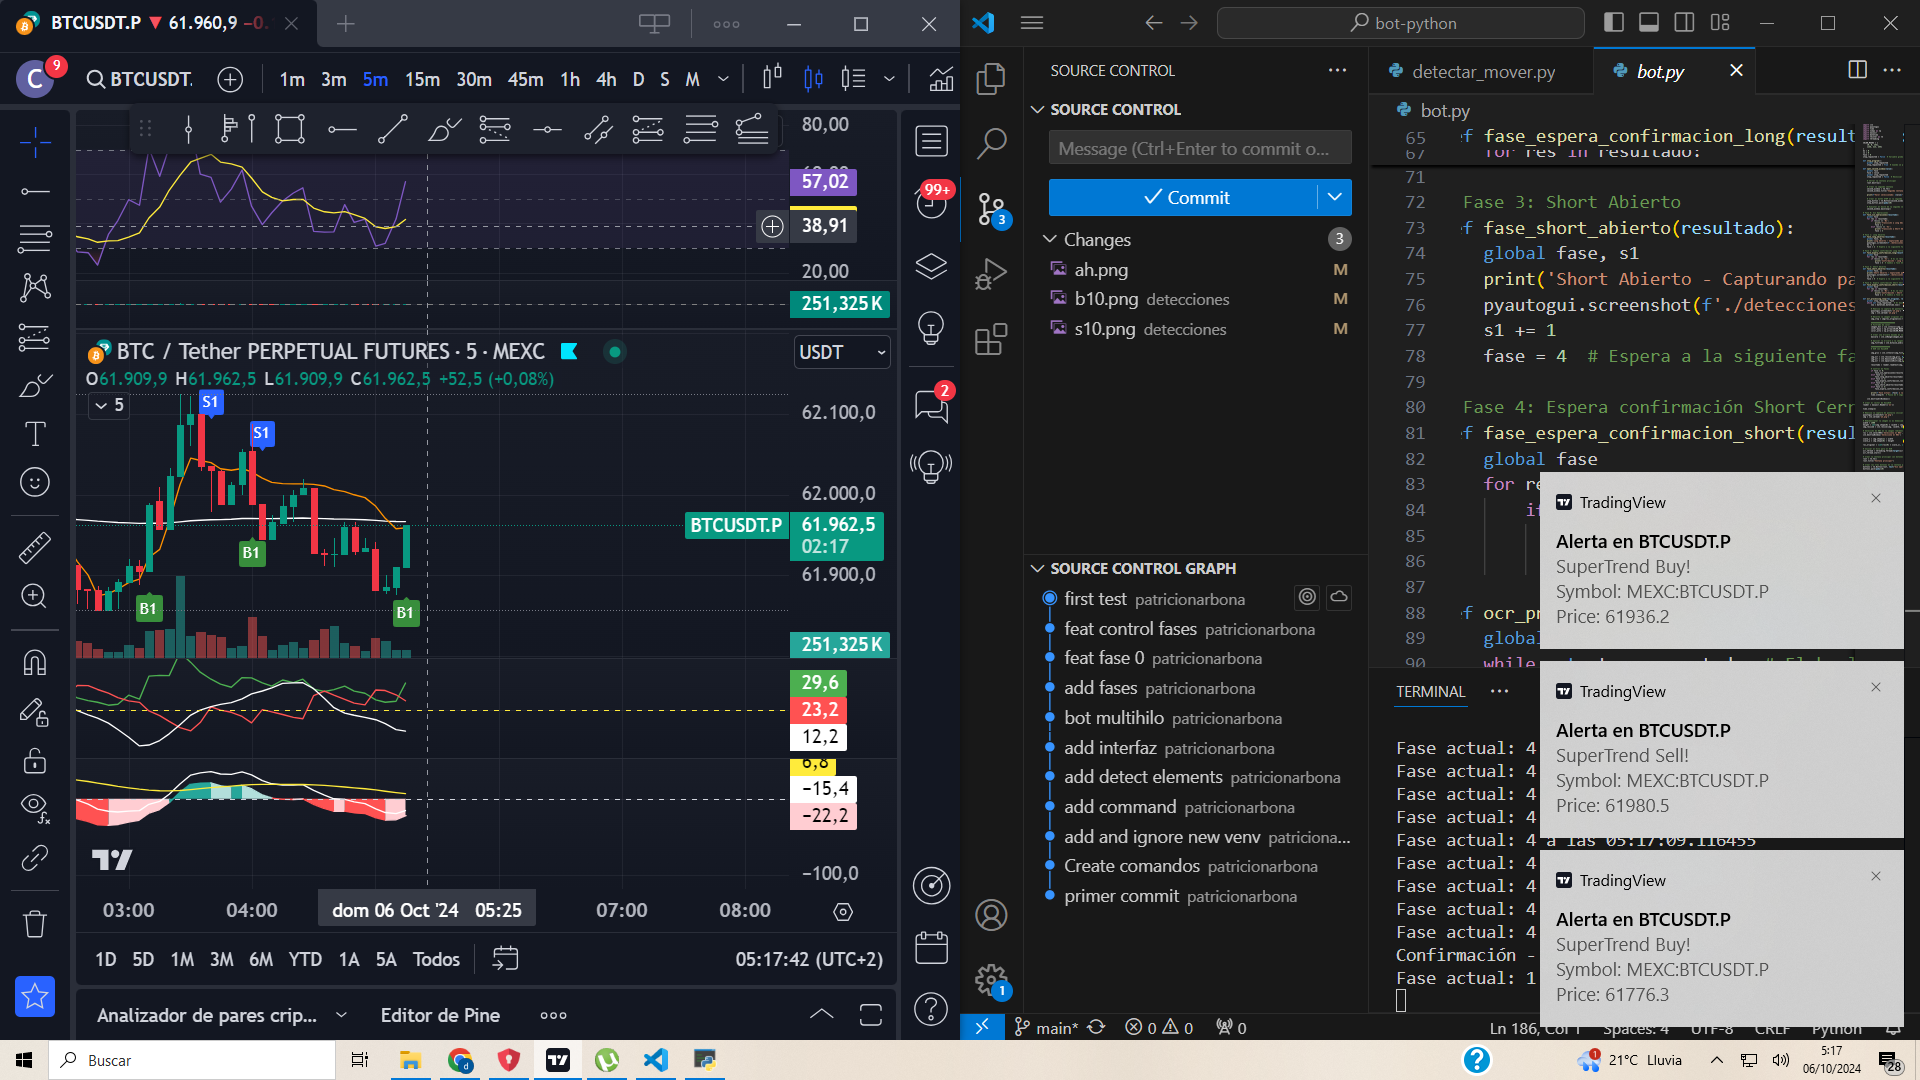 BTCUSDT.P ▼ 61.960,9 −0.
bot-python
C
9
BTCUSDT.
1m 3m 5m 15m 30m 45m 1h 4h D S M
80,00
57,02
38,91
20,00
251,325 K
BTC / Tether PERPETUAL FUTURES · 5 · MEXC
USDT
O61.909,9 H61.962,5 L61.909,9 C61.962,5 +52,5 (+0,08%)
5
S1
S1
B1
B1
B1
62.100,0
62.000,0
BTCUSDT.P
61.962,5
02:17
61.900,0
251,325 K
29,6
23,2
12,2
6,8
−15,4
−22,2
−100,0
03:00
04:00
dom 06 Oct '24 05:25
07:00
08:00
1D 5D 1M 3M 6M YTD 1A 5A Todos
05:17:42 (UTC+2)
Analizador de pares crip...
Editor de Pine
99+
2
SOURCE CONTROL
SOURCE CONTROL
Message (Ctrl+Enter to commit o...
Commit
Changes
3
ah.png M
b10.png detecciones M
s10.png detecciones M
3
1
SOURCE CONTROL GRAPH
first test patricionarbona
feat control fases patricionarbona
feat fase 0 patricionarbona
add fases patricionarbona
bot multihilo patricionarbona
add interfaz patricionarbona
add detect elements patricionarbona
add command patricionarbona
add and ignore new venv patriciona...
Create comandos patricionarbona
primer commit patricionarbona
detectar_mover.py
bot.py
bot.py
65 f fase_espera_confirmacion_long(result
67 for res in resultado:
71
72 Fase 3: Short Abierto
73 f fase_short_abierto(resultado):
74 global fase, s1
75 print('Short Abierto - Capturando pa
76 pyautogui.screenshot(f'./detecciones
77 s1 += 1
78 fase = 4 # Espera a la siguiente fa
79
80 Fase 4: Espera confirmación Short Cerr
81 f fase_espera_confirmacion_short(resul
82 global fase
83 for re
84 if
85
86
87
88 f ocr_pr
89 global
90 while
TERMINAL
Fase actual: 4
Fase actual: 4
Fase actual: 4
Fase actual: 4
Fase actual: 4 a las 05:17:09.116455
Fase actual: 4
Fase actual: 4
Fase actual: 4
Fase actual: 4
Confirmación -
Fase actual: 1
TradingView
Alerta en BTCUSDT.P
SuperTrend Buy!
Symbol: MEXC:BTCUSDT.P
Price: 61936.2
TradingView
Alerta en BTCUSDT.P
SuperTrend Sell!
Symbol: MEXC:BTCUSDT.P
Price: 61980.5
TradingView
Alerta en BTCUSDT.P
SuperTrend Buy!
Symbol: MEXC:BTCUSDT.P
Price: 61776.3
main* 0 0 0
Ln 186, Col 1 Spaces: 4 UTF-8 CRLF Python
Buscar
21°C Lluvia
1
5:17
06/10/2024
28